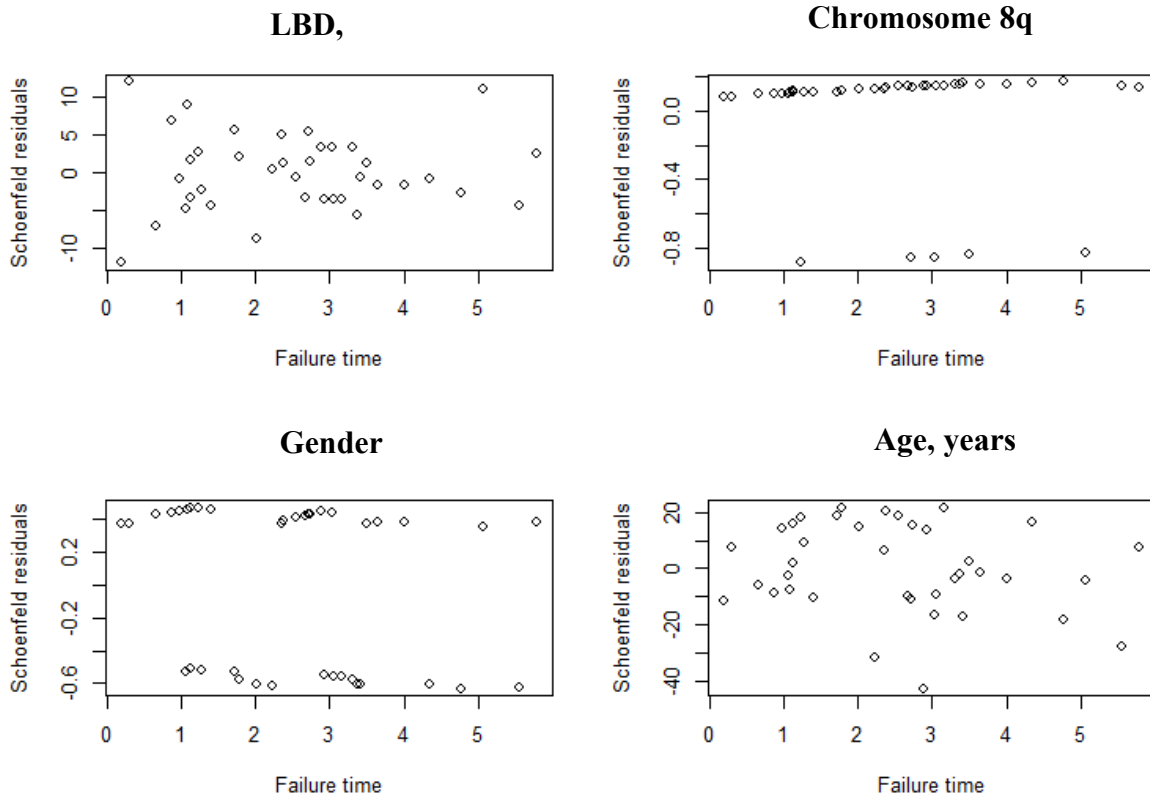 LBD,
Chromosome 8q
Schoenfeld residuals
10
5
0
-10
0 1 2 3 4 5
Failure time
Schoenfeld residuals
0.0
-0.4
-0.8
0 1 2 3 4 5
Failure time
Gender
Age, years
Schoenfeld residuals
0.2
-0.2
-0.6
0 1 2 3 4 5
Failure time
Schoenfeld residuals
20
0
-20
-40
0 1 2 3 4 5
Failure time